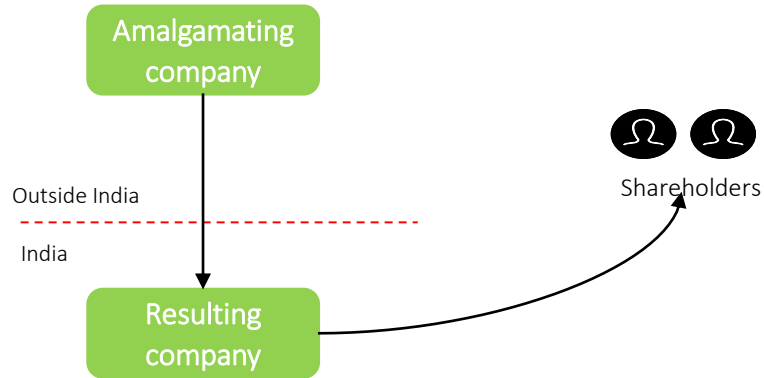 Amalgamating
company
Outside India
Shareholders
India
Resulting
company